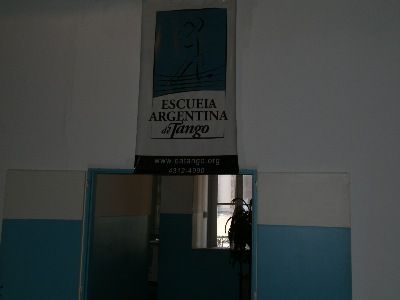 ESCUELA
ARGENTINA
de Tango
www.eatango.org
4312-4990